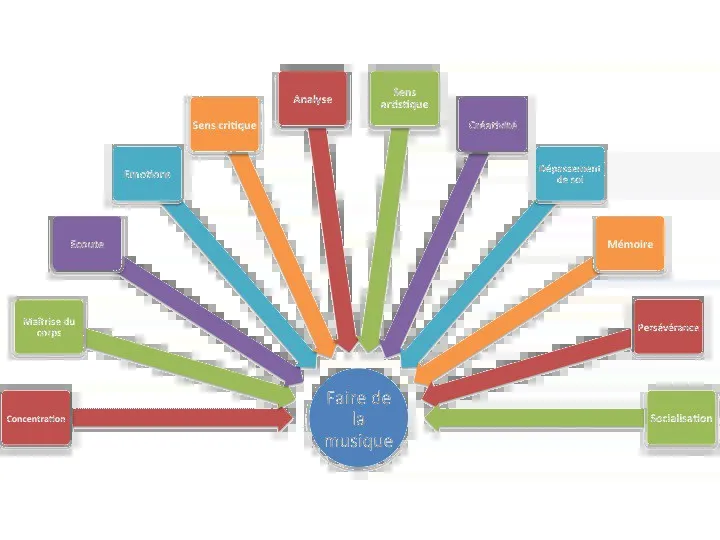 Concentration
Maîtrise du
corps
Ecoute
Emotions
Sens critique
Analyse
Sens
artistique
Créativité
Dépassement
de soi
Mémoire
Persévérance
Socialisation
Faire de
la
musique